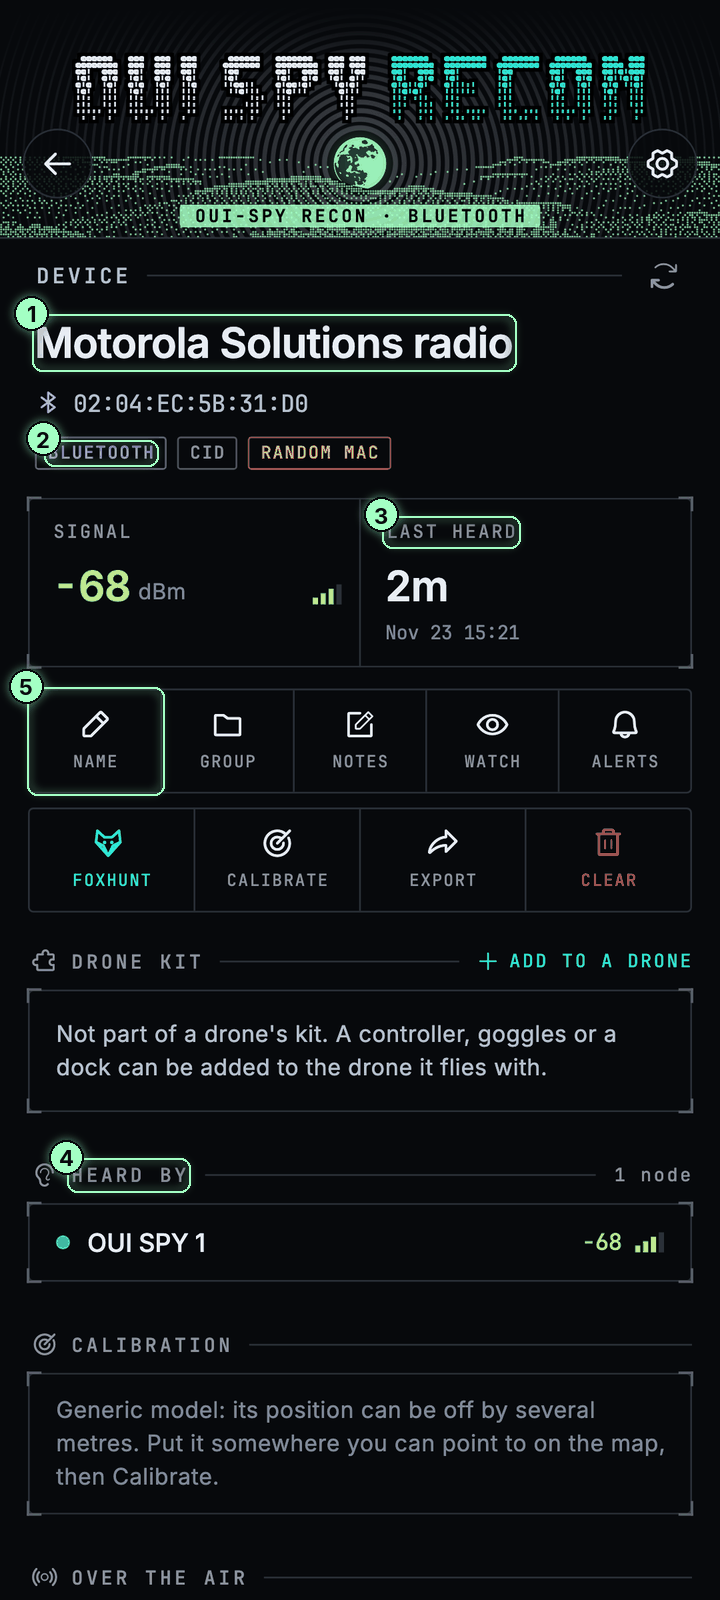 OUI SPY RECON
OUI-SPY RECON · BLUETOOTH
DEVICE
1
Motorola Solutions radio
02:04:EC:5B:31:D0
2
BLUETOOTH CID RANDOM MAC
3
SIGNAL LAST HEARD
-68 dBm 2m
Nov 23 15:21
5
NAME GROUP NOTES WATCH ALERTS
FOXHUNT CALIBRATE EXPORT CLEAR
DRONE KIT + ADD TO A DRONE
Not part of a drone's kit. A controller, goggles or a
dock can be added to the drone it flies with.
4
HEARD BY 1 node
OUI SPY 1 -68
CALIBRATION
Generic model: its position can be off by several
metres. Put it somewhere you can point to on the map,
then Calibrate.
OVER THE AIR